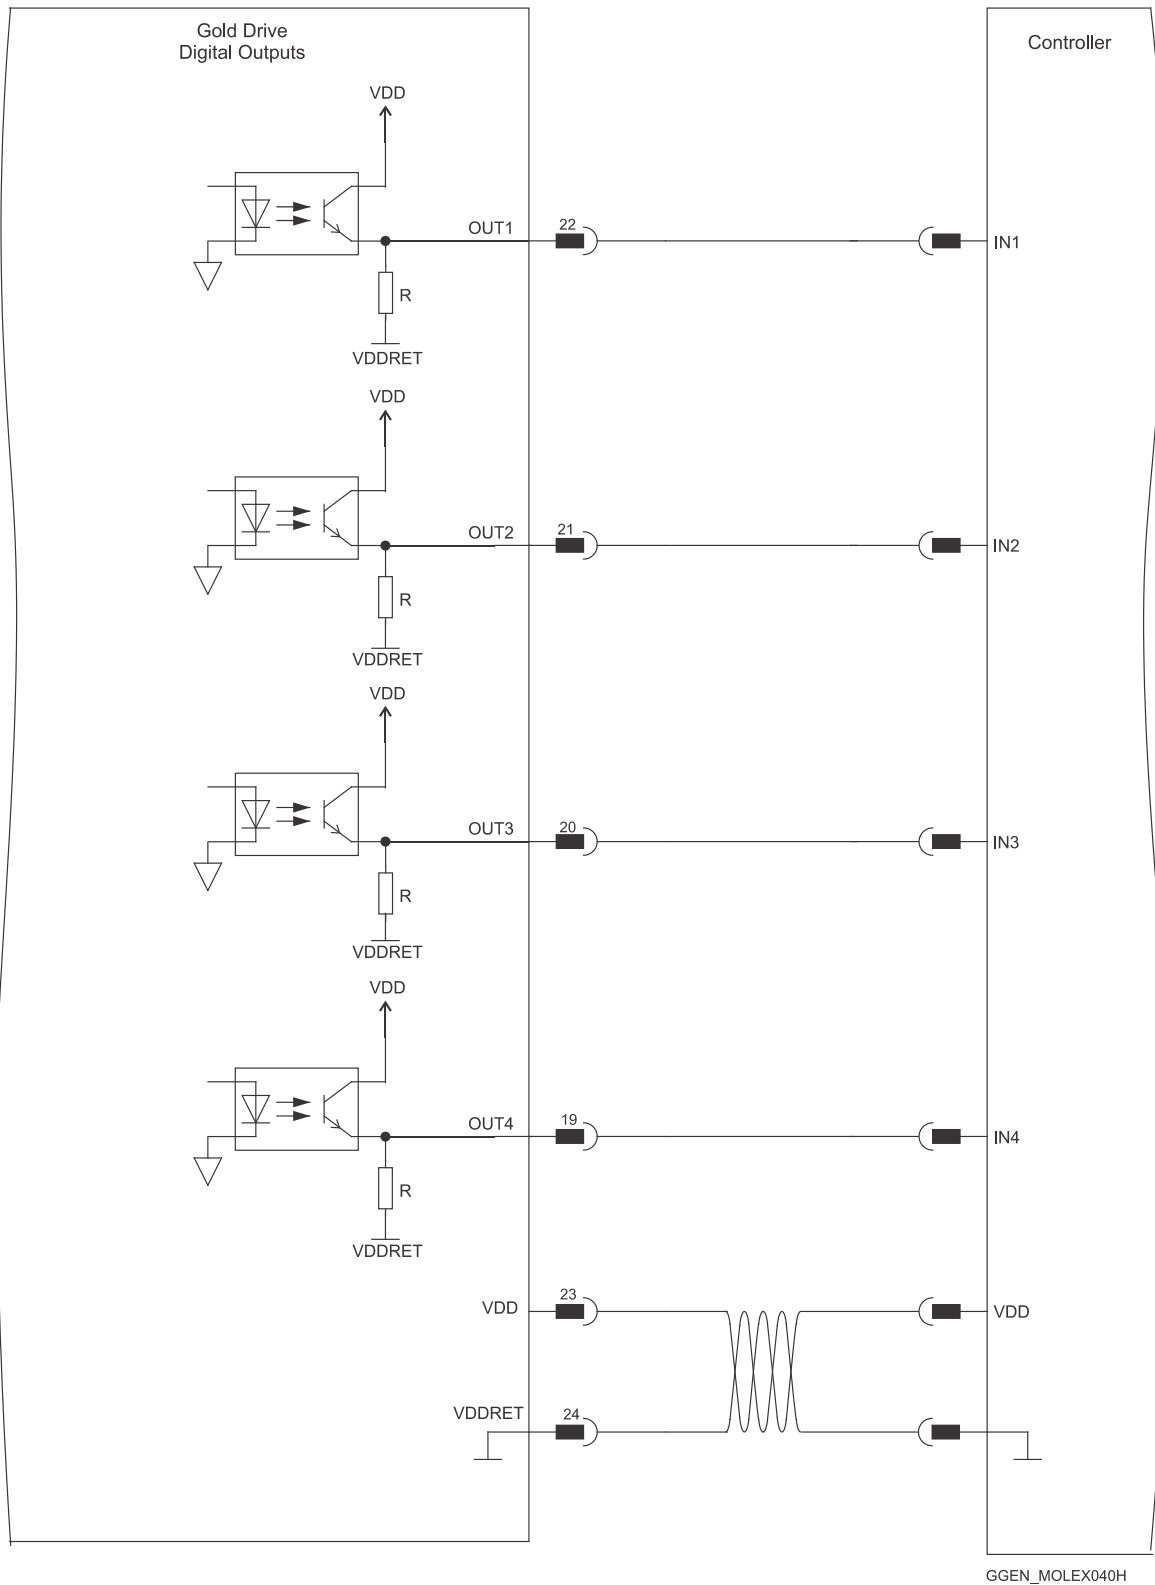 Gold Drive
Digital Outputs
Controller
VDD
OUT1
22
IN1
R
VDDRET
VDD
OUT2
21
IN2
R
VDDRET
VDD
OUT3
20
IN3
R
VDDRET
VDD
OUT4
19
IN4
R
VDDRET
VDD
23
VDD
VDDRET
24
GGEN_MOLEX040H